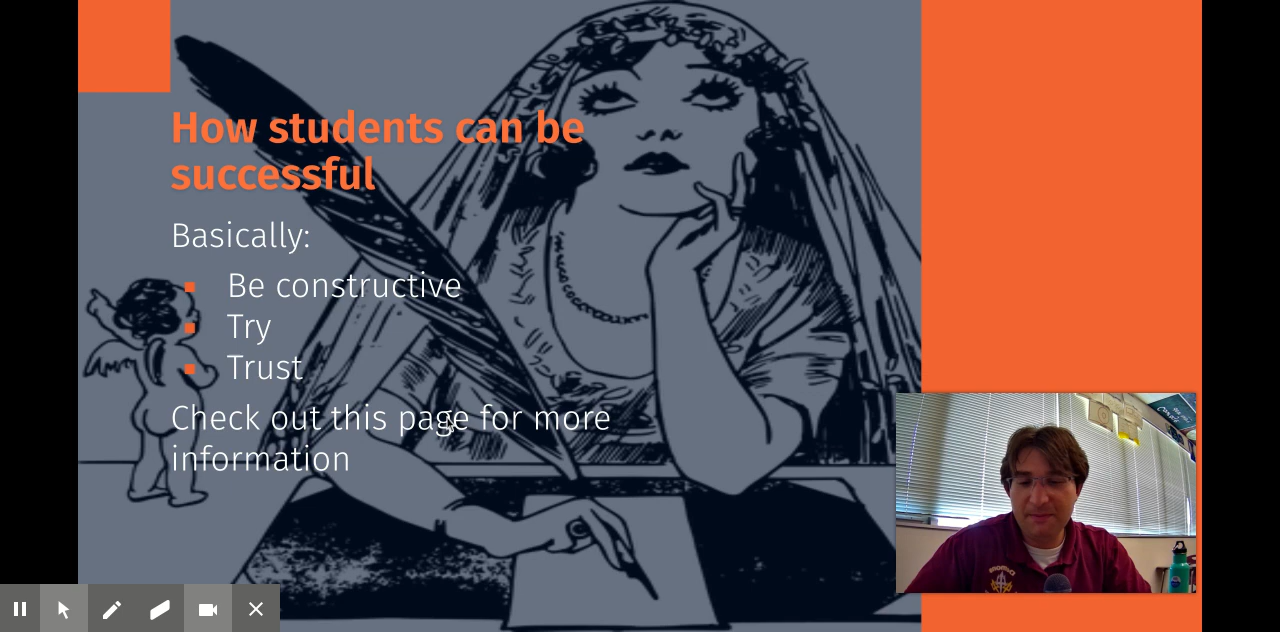 How students can be
successful
Basically:
Be constructive
Try
Trust
Check out this page for more
information